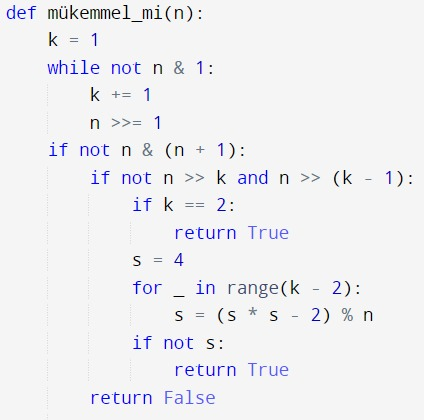 def mükemmel_mi(n):
    k = 1
    while not n & 1:
        k += 1
        n >>= 1
    if not n & (n + 1):
        if not n >> k and n >> (k - 1):
            if k == 2:
                return True
            s = 4
            for _ in range(k - 2):
                s = (s * s - 2) % n
            if not s:
                return True
        return False